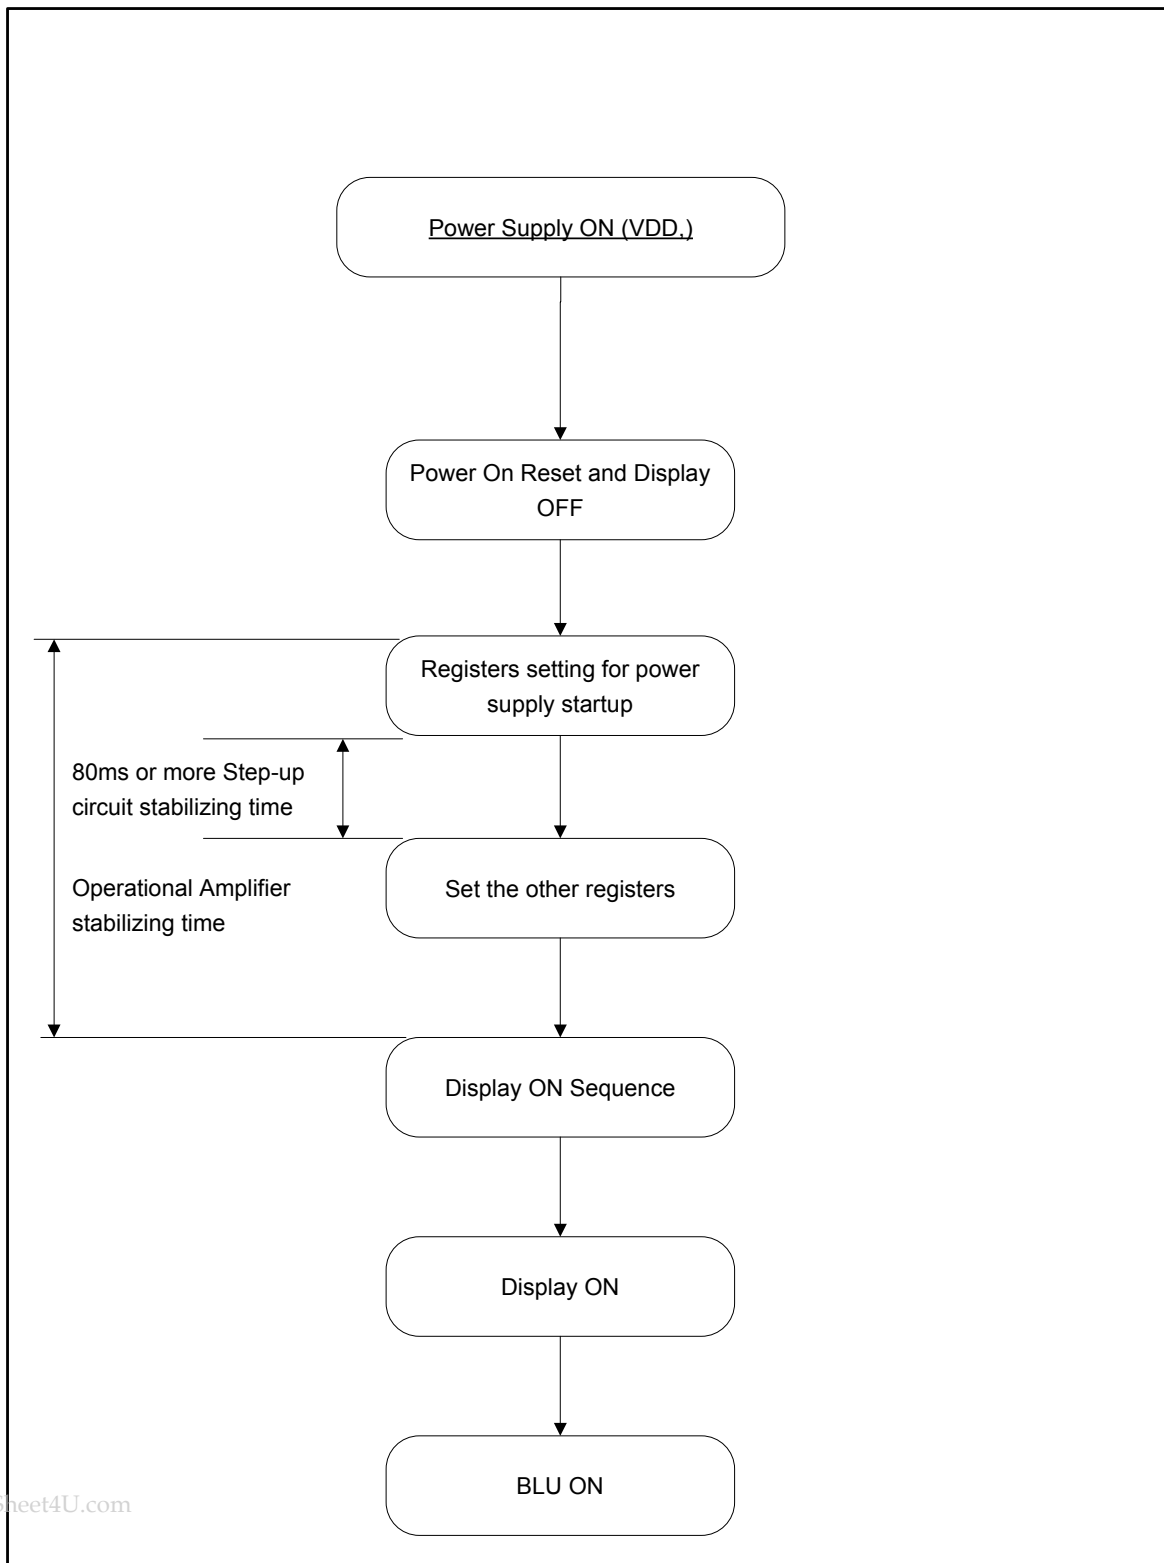 Power Supply ON (VDD,)
Power On Reset and Display
OFF
Registers setting for power
supply startup
80ms or more Step-up
circuit stabilizing time
Operational Amplifier
stabilizing time
Set the other registers
Display ON Sequence
Display ON
BLU ON
heet4U.com